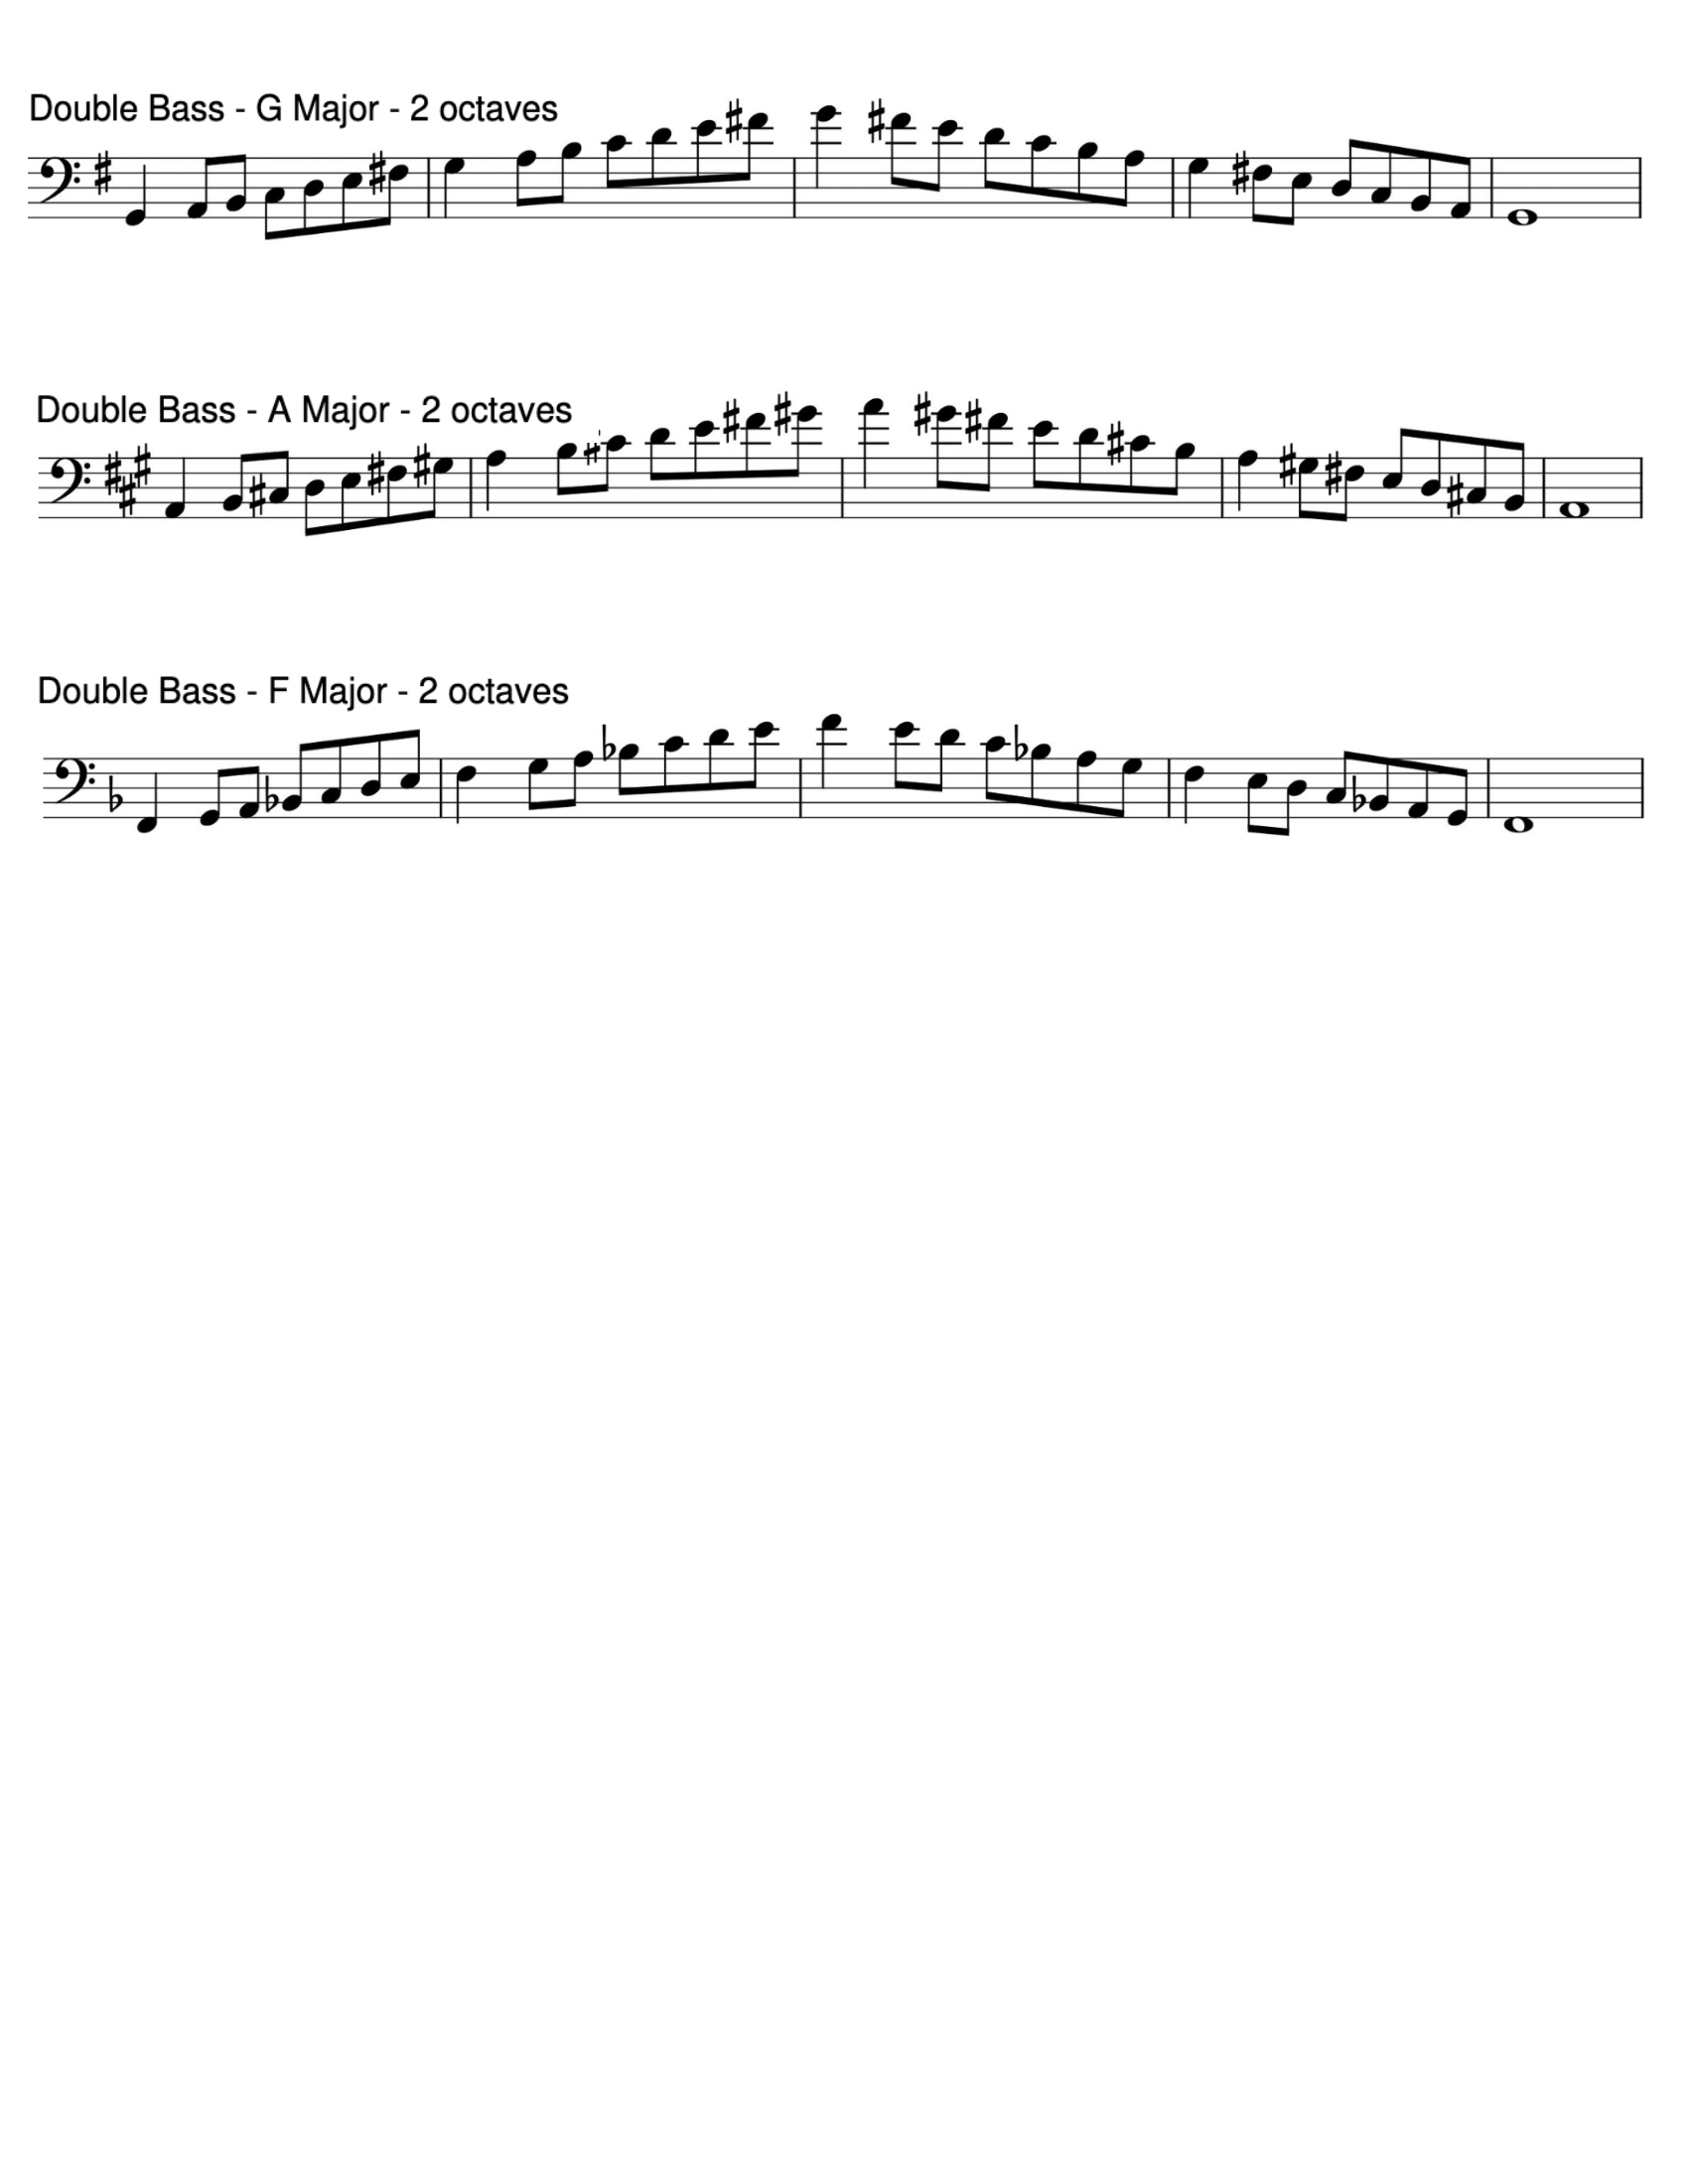 Double Bass - G Major - 2 octaves
Double Bass - A Major - 2 octaves
Double Bass - F Major - 2 octaves